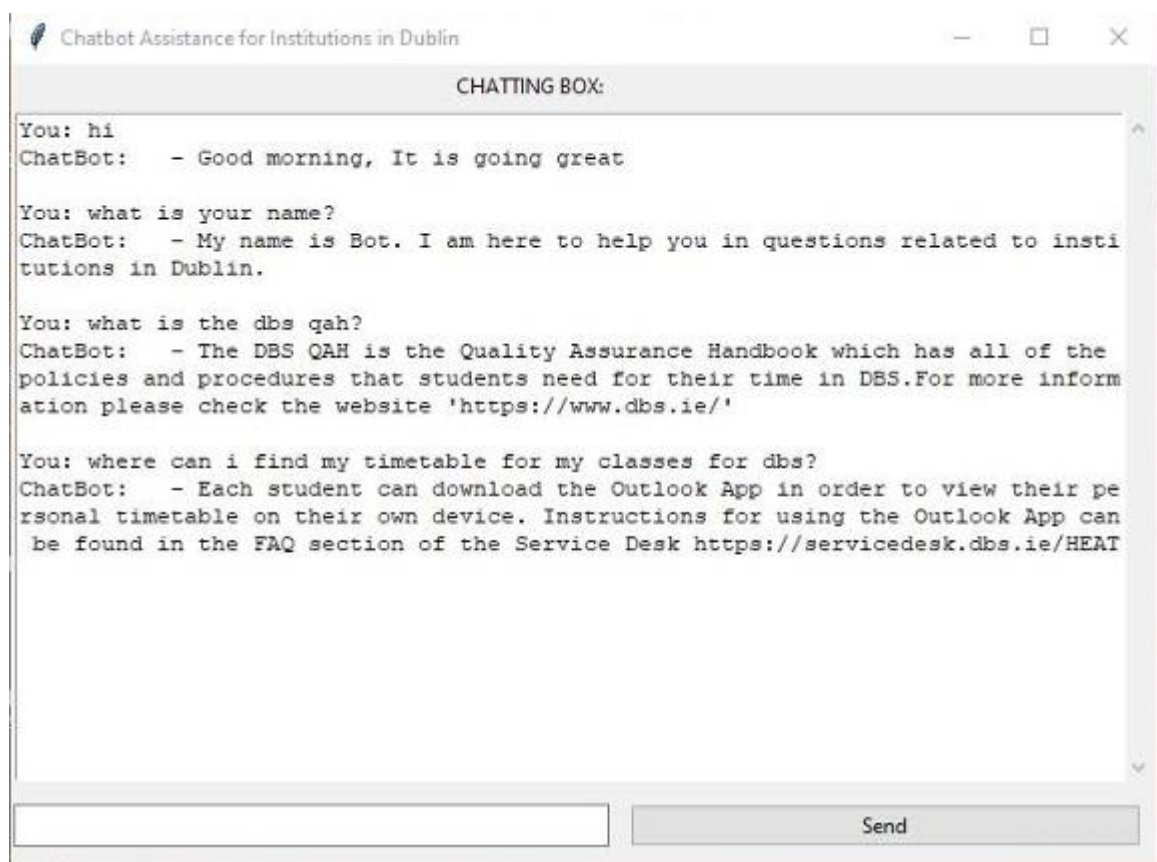 Chatbot Assistance for Institutions in Dublin
CHATTING BOX:
You: hi
ChatBot:   - Good morning, It is going great
You: what is your name?
ChatBot:   - My name is Bot. I am here to help you in questions related to insti
tutions in Dublin.
You: what is the dbs qah?
ChatBot:   - The DBS QAH is the Quality Assurance Handbook which has all of the
policies and procedures that students need for their time in DBS.For more inform
ation please check the website 'https://www.dbs.ie/'
You: where can i find my timetable for my classes for dbs?
ChatBot:   - Each student can download the Outlook App in order to view their pe
rsonal timetable on their own device. Instructions for using the Outlook App can
 be found in the FAQ section of the Service Desk https://servicedesk.dbs.ie/HEAT
Send